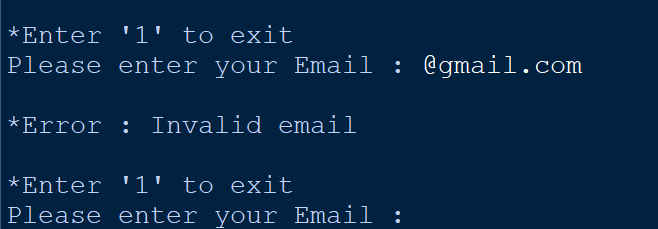 *Enter '1' to exit
Please enter your Email : @gmail.com
*Error : Invalid email
*Enter '1' to exit
Please enter your Email :